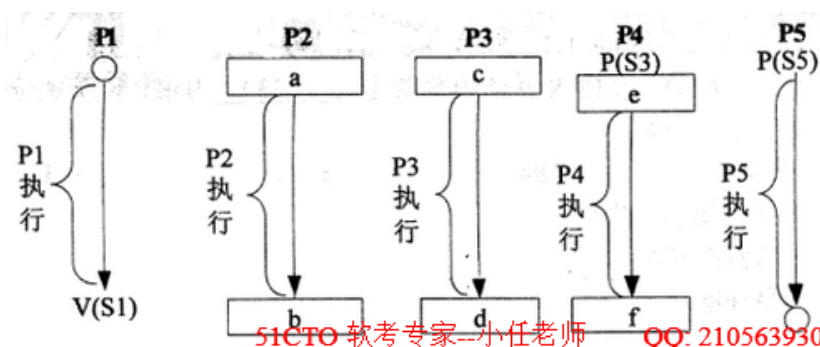 P1 P2 P3 P4 P5
P(S3) P(S5)
a c e
P1 执行
P2 执行
P3 执行
P4 执行
P5 执行
V(S1)
b d f
51CTO 软考专家--小任老师 QQ: 210563930